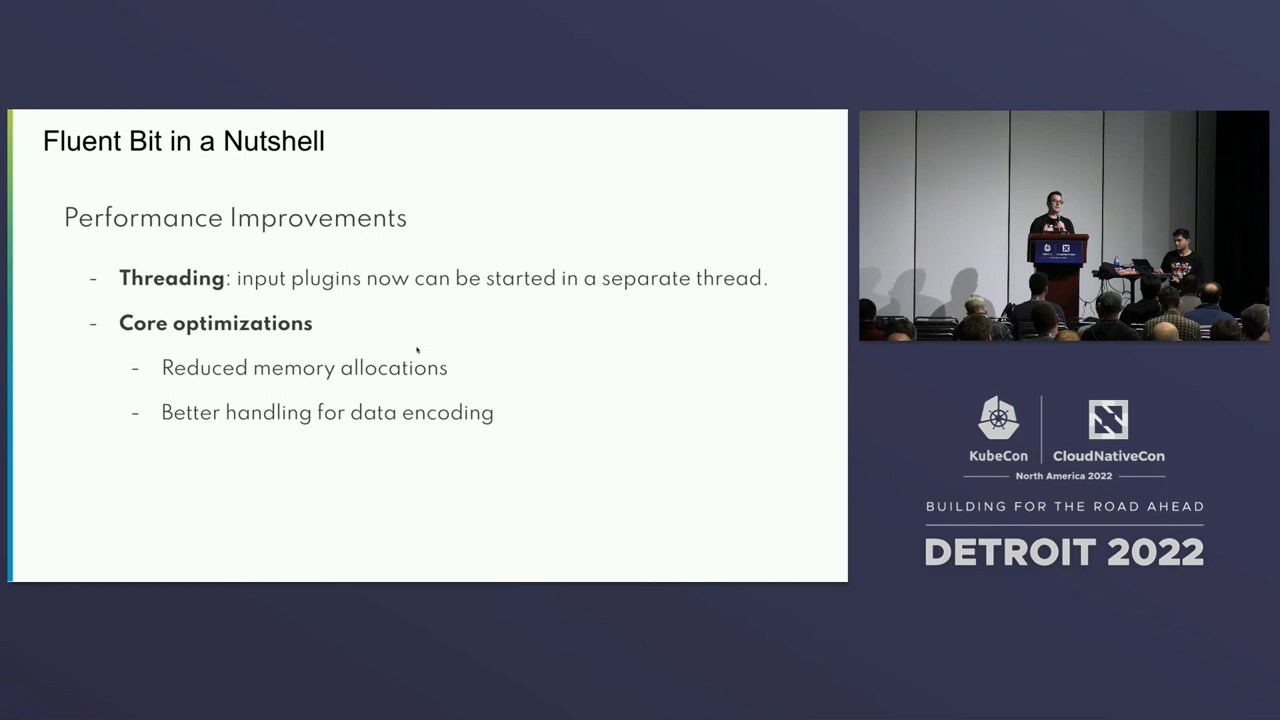 Fluent Bit in a Nutshell
Performance Improvements
- Threading: input plugins now can be started in a separate thread.
- Core optimizations
- Reduced memory allocations
- Better handling for data encoding
KubeCon
CloudNativeCon
North America 2022
BUILDING FOR THE ROAD AHEAD
DETROIT 2022